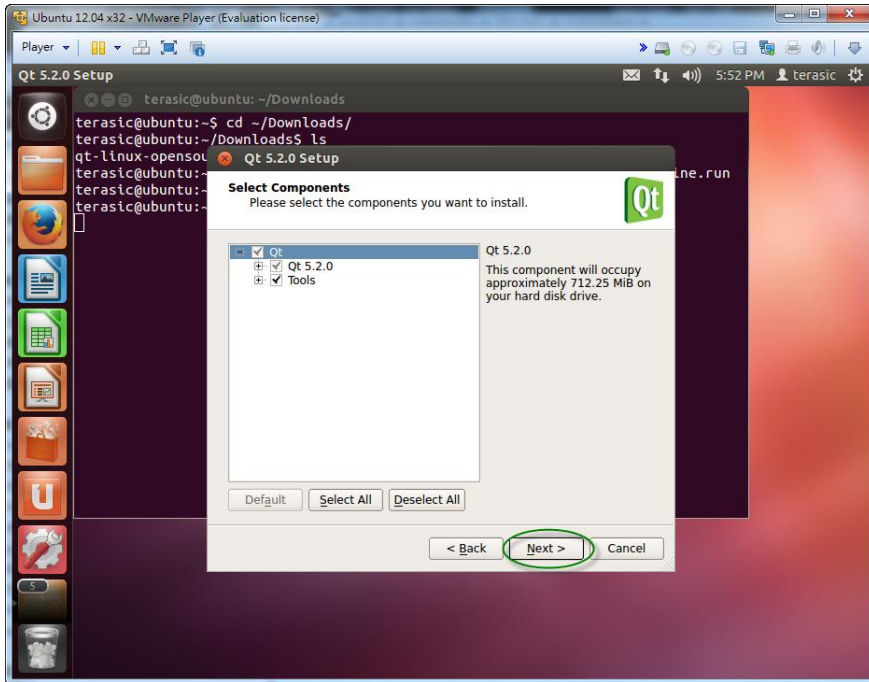 Ubuntu 12.04 x32 - VMware Player (Evaluation license)
Player
Qt 5.2.0 Setup
5:52 PM
terasic
terasic@ubuntu: ~/Downloads
terasic@ubuntu:~$ cd ~/Downloads/
terasic@ubuntu:~/Downloads$ ls
qt-linux-opensou
terasic@ubuntu:~
ine.run
terasic@ubuntu:~
terasic@ubuntu:~
Qt 5.2.0 Setup
Select Components
Please select the components you want to install.
Qt
Qt
Qt 5.2.0
Tools
Qt 5.2.0
This component will occupy
approximately 712.25 MiB on
your hard disk drive.
Default
Select All
Deselect All
< Back
Next >
Cancel
5